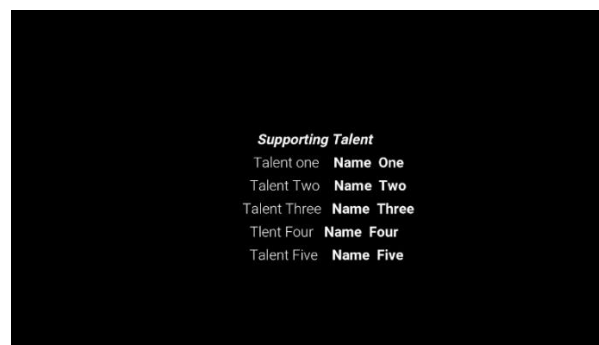 Supporting Talent
Talent one Name One
Talent Two Name Two
Talent Three Name Three
Tlent Four Name Four
Talent Five Name Five